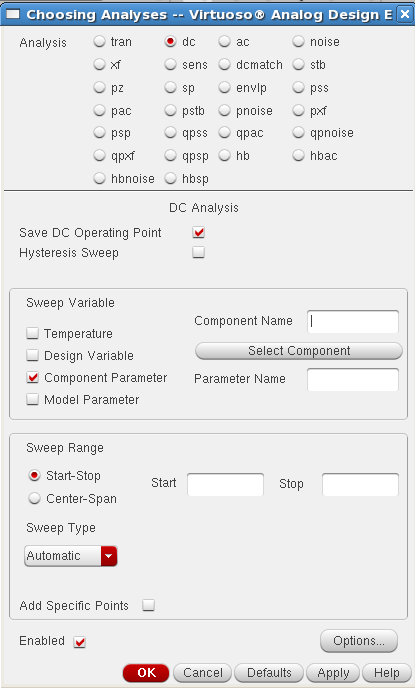 Choosing Analyses -- Virtuoso® Analog Design E
Analysis tran dc ac noise
xf sens dcmatch stb
pz sp envlp pss
pac pstb pnoise pxf
psp qpss qpac qpnoise
qpxf qpsp hb hbac
hbnoise hbsp
DC Analysis
Save DC Operating Point
Hysteresis Sweep
Sweep Variable
Temperature
Design Variable
Component Parameter
Model Parameter
Component Name
Select Component
Parameter Name
Sweep Range
Start-Stop
Center-Span
Start Stop
Sweep Type
Automatic
Add Specific Points
Enabled Options...
OK Cancel Defaults Apply Help